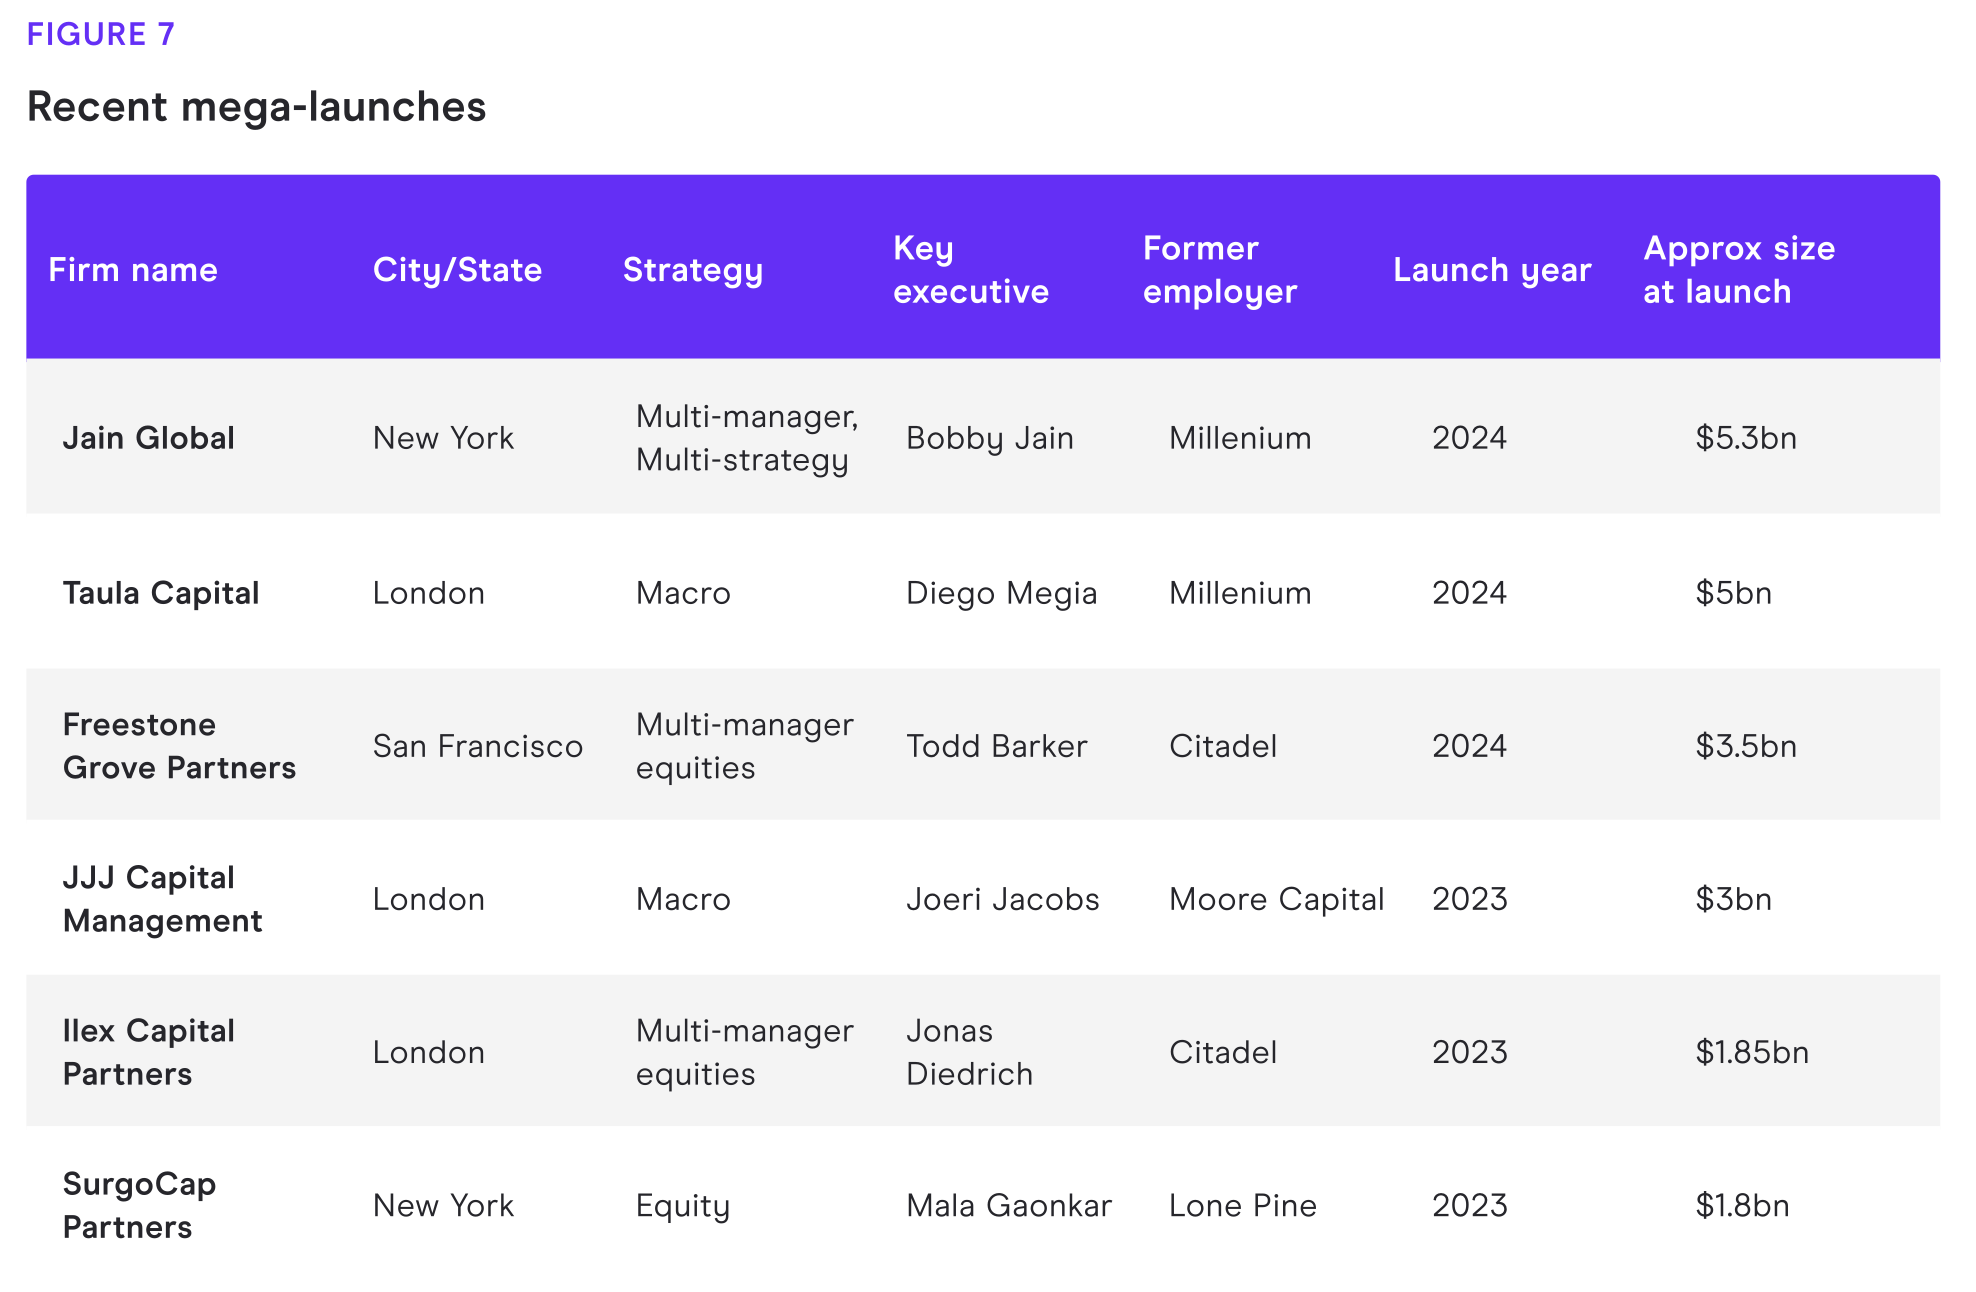 FIGURE 7
Recent mega-launches
Firm name
City/State
Strategy
Key
executive
Former
employer
Launch year
Approx size
at launch
Jain Global
New York
Multi-manager,
Multi-strategy
Bobby Jain
Millenium
2024
$5.3bn
Taula Capital
London
Macro
Diego Megia
Millenium
2024
$5bn
Freestone
Grove Partners
San Francisco
Multi-manager
equities
Todd Barker
Citadel
2024
$3.5bn
JJJ Capital
Management
London
Macro
Joeri Jacobs
Moore Capital
2023
$3bn
Ilex Capital
Partners
London
Multi-manager
equities
Jonas
Diedrich
Citadel
2023
$1.85bn
SurgoCap
Partners
New York
Equity
Mala Gaonkar
Lone Pine
2023
$1.8bn